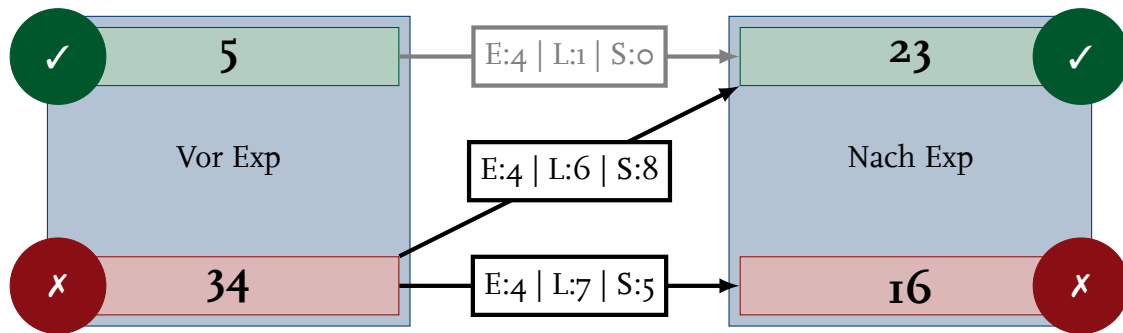 ✓ 5 E:4 | L:1 | S:0 23 ✓
Vor Exp E:4 | L:6 | S:8 Nach Exp
✗ 34 E:4 | L:7 | S:5 16 ✗